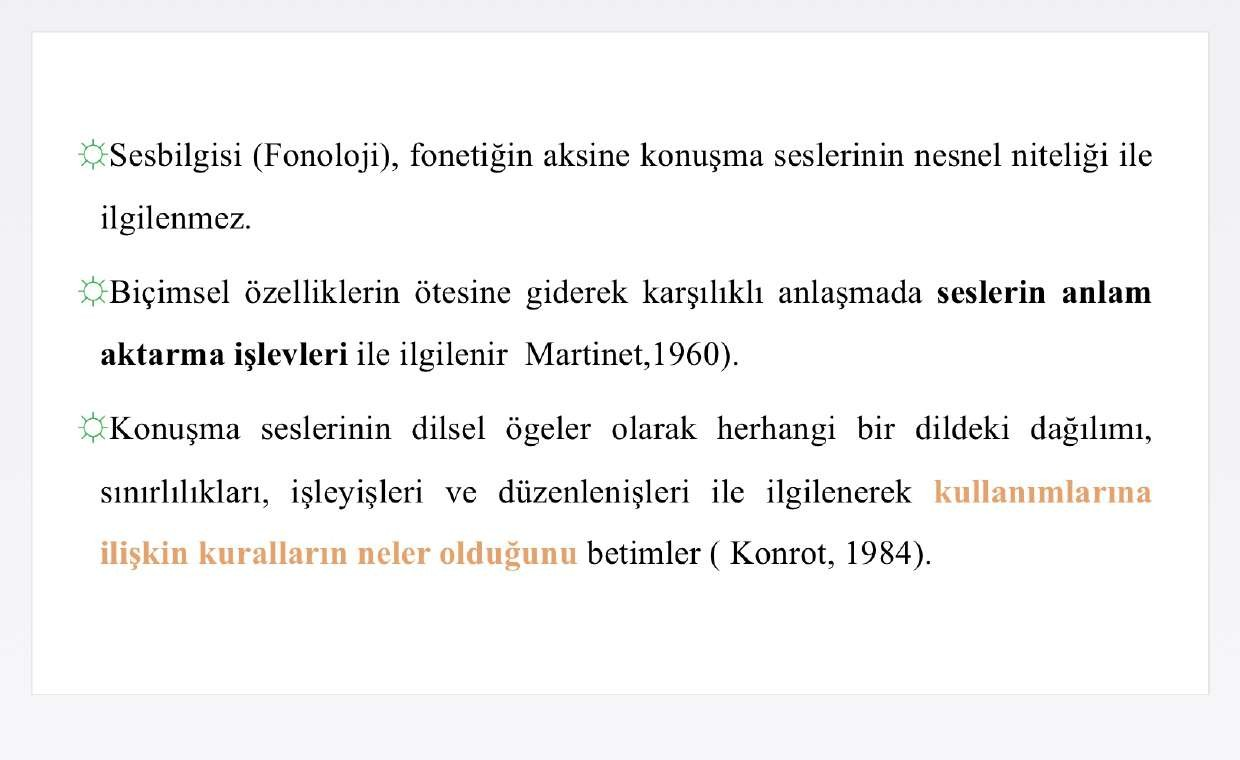 Sesbilgisi (Fonoloji), fonetiğin aksine konuşma seslerinin nesnel niteliği ile
ilgilenmez.
Biçimsel özelliklerin ötesine giderek karşılıklı anlaşmada seslerin anlam
aktarma işlevleri ile ilgilenir  Martinet,1960).
Konuşma seslerinin dilsel ögeler olarak herhangi bir dildeki dağılımı,
sınırlılıkları, işleyişleri ve düzenlenişleri ile ilgilenerek kullanımlarına
ilişkin kuralların neler olduğunu betimler ( Konrot, 1984).